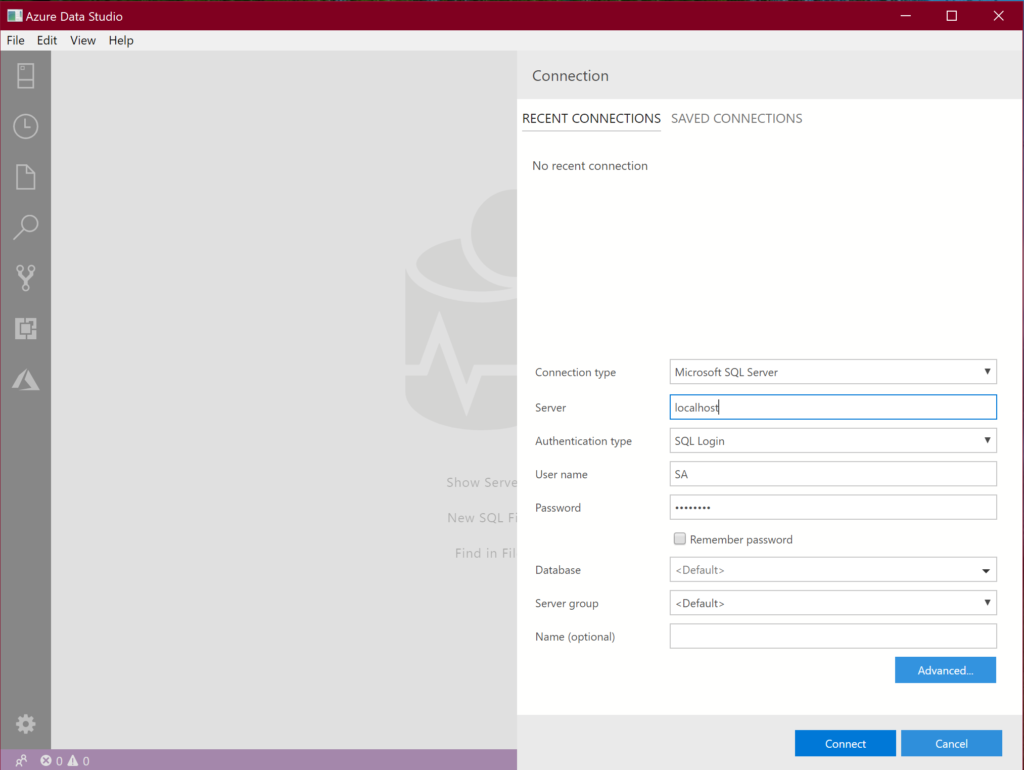 Azure Data Studio
File Edit View Help
Connection
RECENT CONNECTIONS SAVED CONNECTIONS
No recent connection
Connection type Microsoft SQL Server
Server localhost
Authentication type SQL Login
User name SA
Password ••••••••
Remember password
Database <Default>
Server group <Default>
Name (optional)
Advanced...
Show Serve
New SQL Fi
Find in Fil
Connect Cancel
0 0